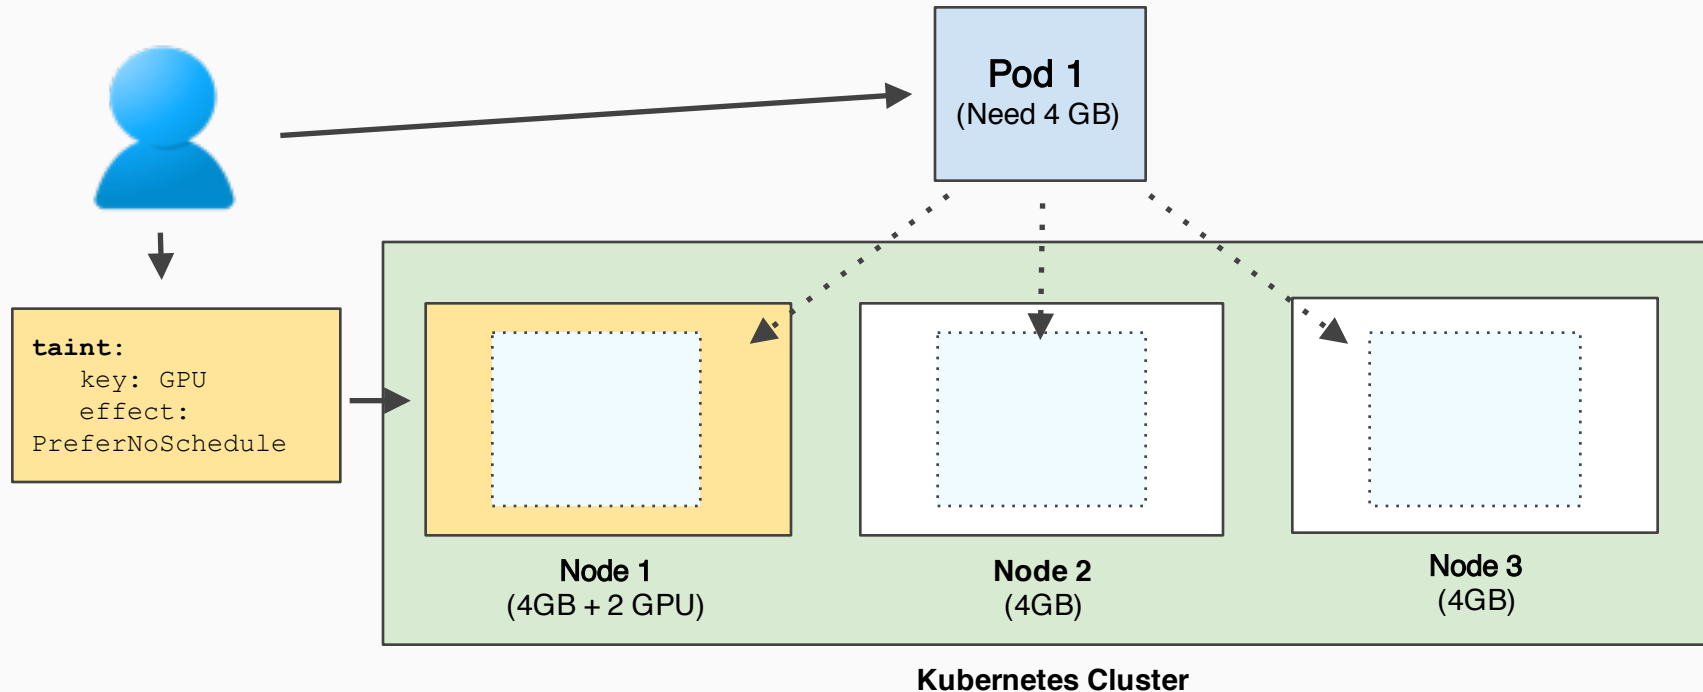 Pod 1
(Need 4 GB)
taint:
key: GPU
effect:
PreferNoSchedule
Node 1
(4GB + 2 GPU)
Node 2
(4GB)
Node 3
(4GB)
Kubernetes Cluster